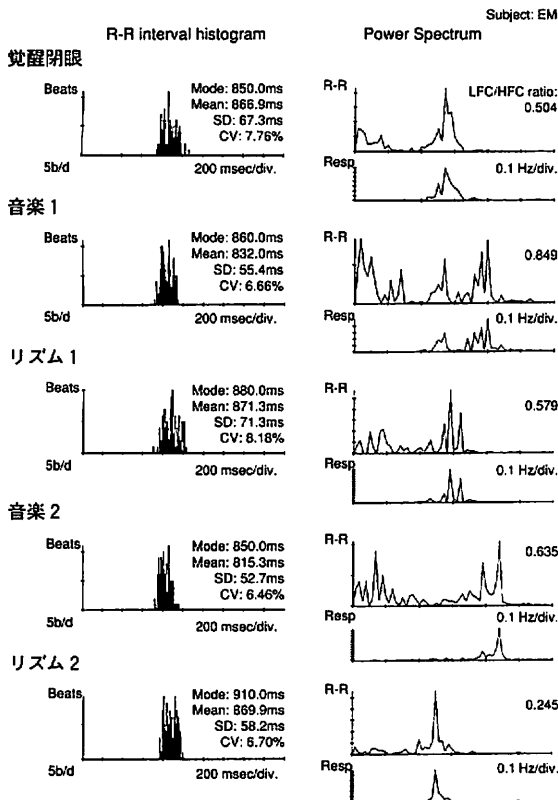 Subject: EM
R-R interval histogram Power Spectrum
覚醒閉眼
Beats
Mode: 850.0ms
Mean: 866.9ms
SD: 67.3ms
CV: 7.76%
5b/d 200 msec/div.
R-R
LFC/HFC ratio:
0.504
Resp
0.1 Hz/div.
音楽1
Beats
Mode: 860.0ms
Mean: 832.0ms
SD: 55.4ms
CV: 6.66%
5b/d 200 msec/div.
R-R
0.849
Resp
0.1 Hz/div.
リズム1
Beats
Mode: 880.0ms
Mean: 871.3ms
SD: 71.3ms
CV: 8.18%
5b/d 200 msec/div.
R-R
0.579
Resp
0.1 Hz/div.
音楽2
Beats
Mode: 850.0ms
Mean: 815.3ms
SD: 52.7ms
CV: 6.46%
5b/d 200 msec/div.
R-R
0.635
Resp
0.1 Hz/div.
リズム2
Beats
Mode: 910.0ms
Mean: 869.9ms
SD: 58.2ms
CV: 6.70%
5b/d 200 msec/div.
R-R
0.245
Resp
0.1 Hz/div.